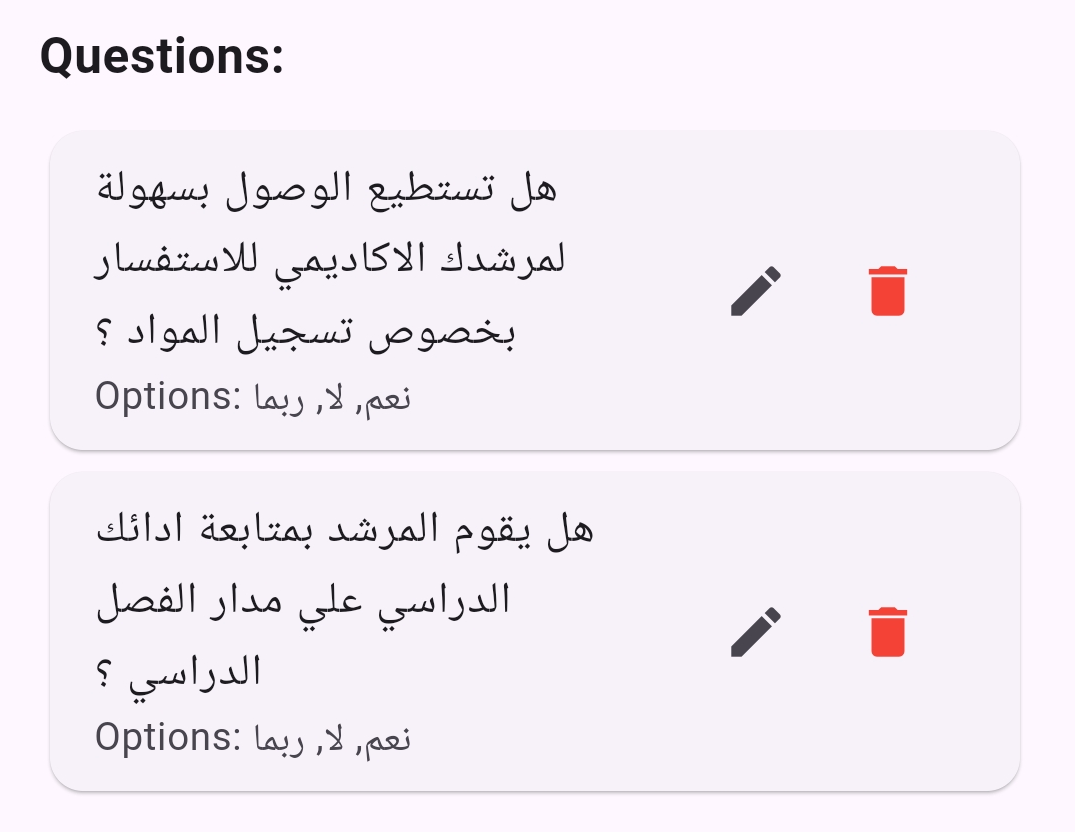 Questions:
هل تستطيع الوصول بسهولة
لمرشدك الاكاديمي للاستفسار
بخصوص تسجيل المواد ؟
Options: نعم, لا, ربما
هل يقوم المرشد بمتابعة ادائك
الدراسي علي مدار الفصل
الدراسي ؟
Options: نعم, لا, ربما